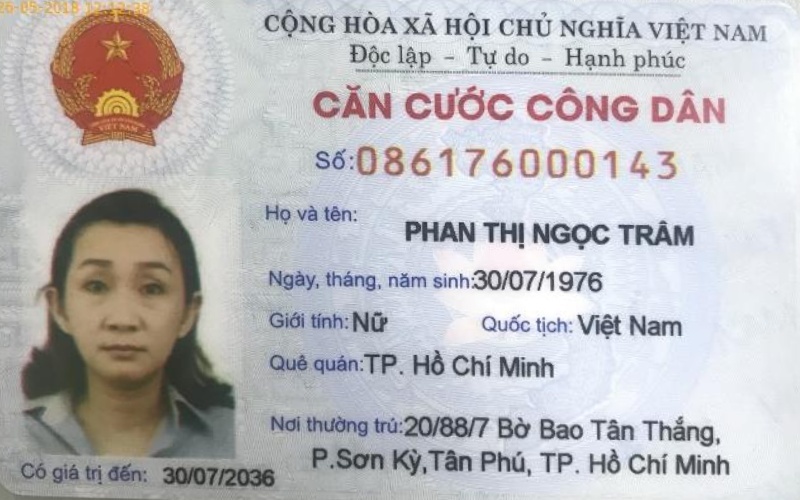 26-05-2018 12:12:38
CỘNG HÒA XÃ HỘI CHỦ NGHĨA VIỆT NAM
Độc lập - Tự do - Hạnh phúc
CĂN CƯỚC CÔNG DÂN
Số: 086176000143
Họ và tên:
PHAN THỊ NGỌC TRÂM
Ngày, tháng, năm sinh: 30/07/1976
Giới tính: Nữ Quốc tịch: Việt Nam
Quê quán: TP. Hồ Chí Minh
Nơi thường trú: 20/88/7 Bờ Bao Tân Thắng,
P.Sơn Kỳ,Tân Phú, TP. Hồ Chí Minh
Có giá trị đến: 30/07/2036
VIỆT NAM